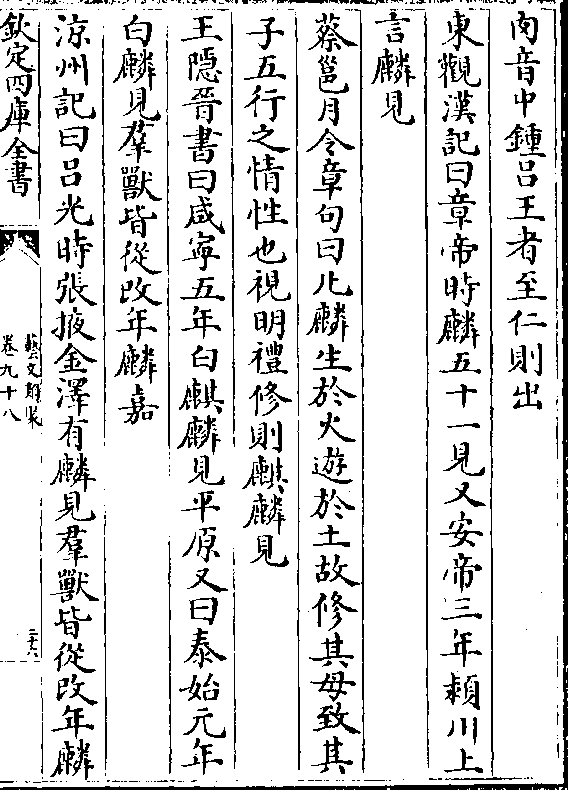 肉音中鍾吕王者至仁則出
東觀漢記曰章帝時麟五十一見又安帝三年潁川上
言麟見
蔡邕月令章句曰凡麟生於火遊於土故修其母致其
子五行之情性也視明禮修則麒麟見
王隠晉書曰咸寧五年白麒麟見平原又曰泰始元年
白麟見羣獸皆從改年麟嘉
涼州記曰吕光時張掖金澤有麟見羣獸皆從改年麟
欽定四庫全書
藝文類聚
卷九十八
二十六